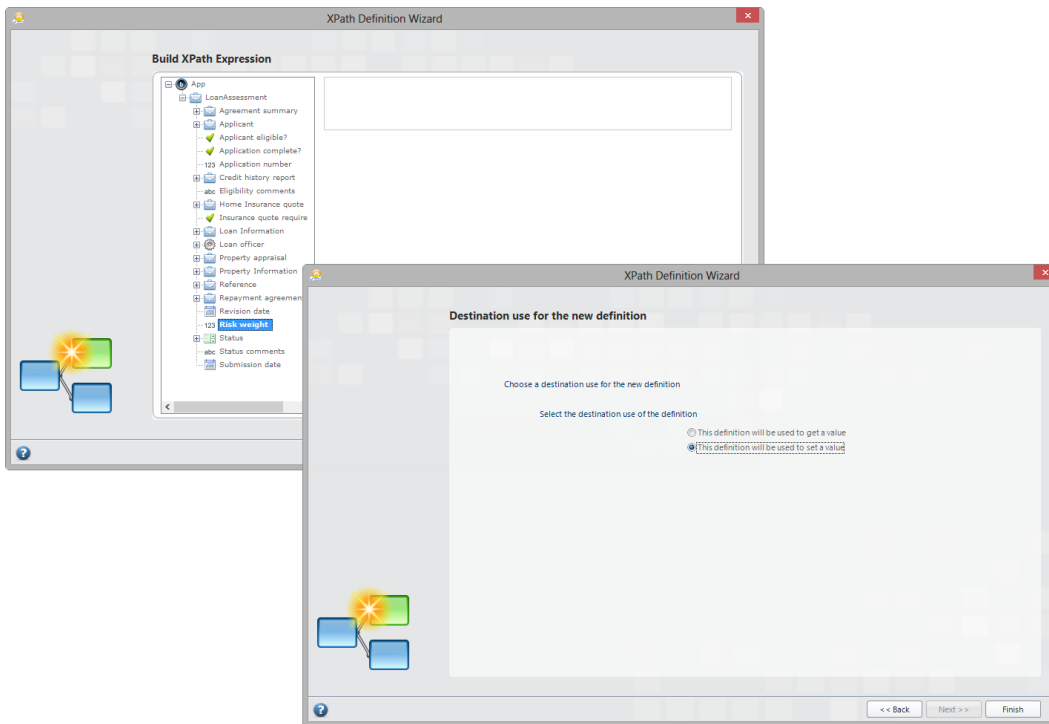 XPath Definition Wizard
Build XPath Expression
App
LoanAssessment
Agreement summary
Applicant
Applicant eligible?
Application complete?
123 Application number
Credit history report
abc Eligibility comments
Home Insurance quote
Insurance quote require
Loan Information
Loan officer
Property appraisal
Property Information
Reference
Repayment agreemen
Revision date
123 Risk weight
Status
abc Status comments
Submission date
XPath Definition Wizard
Destination use for the new definition
Choose a destination use for the new definition
Select the destination use of the definition
This definition will be used to get a value
This definition will be used to set a value
<< Back Next >> Finish